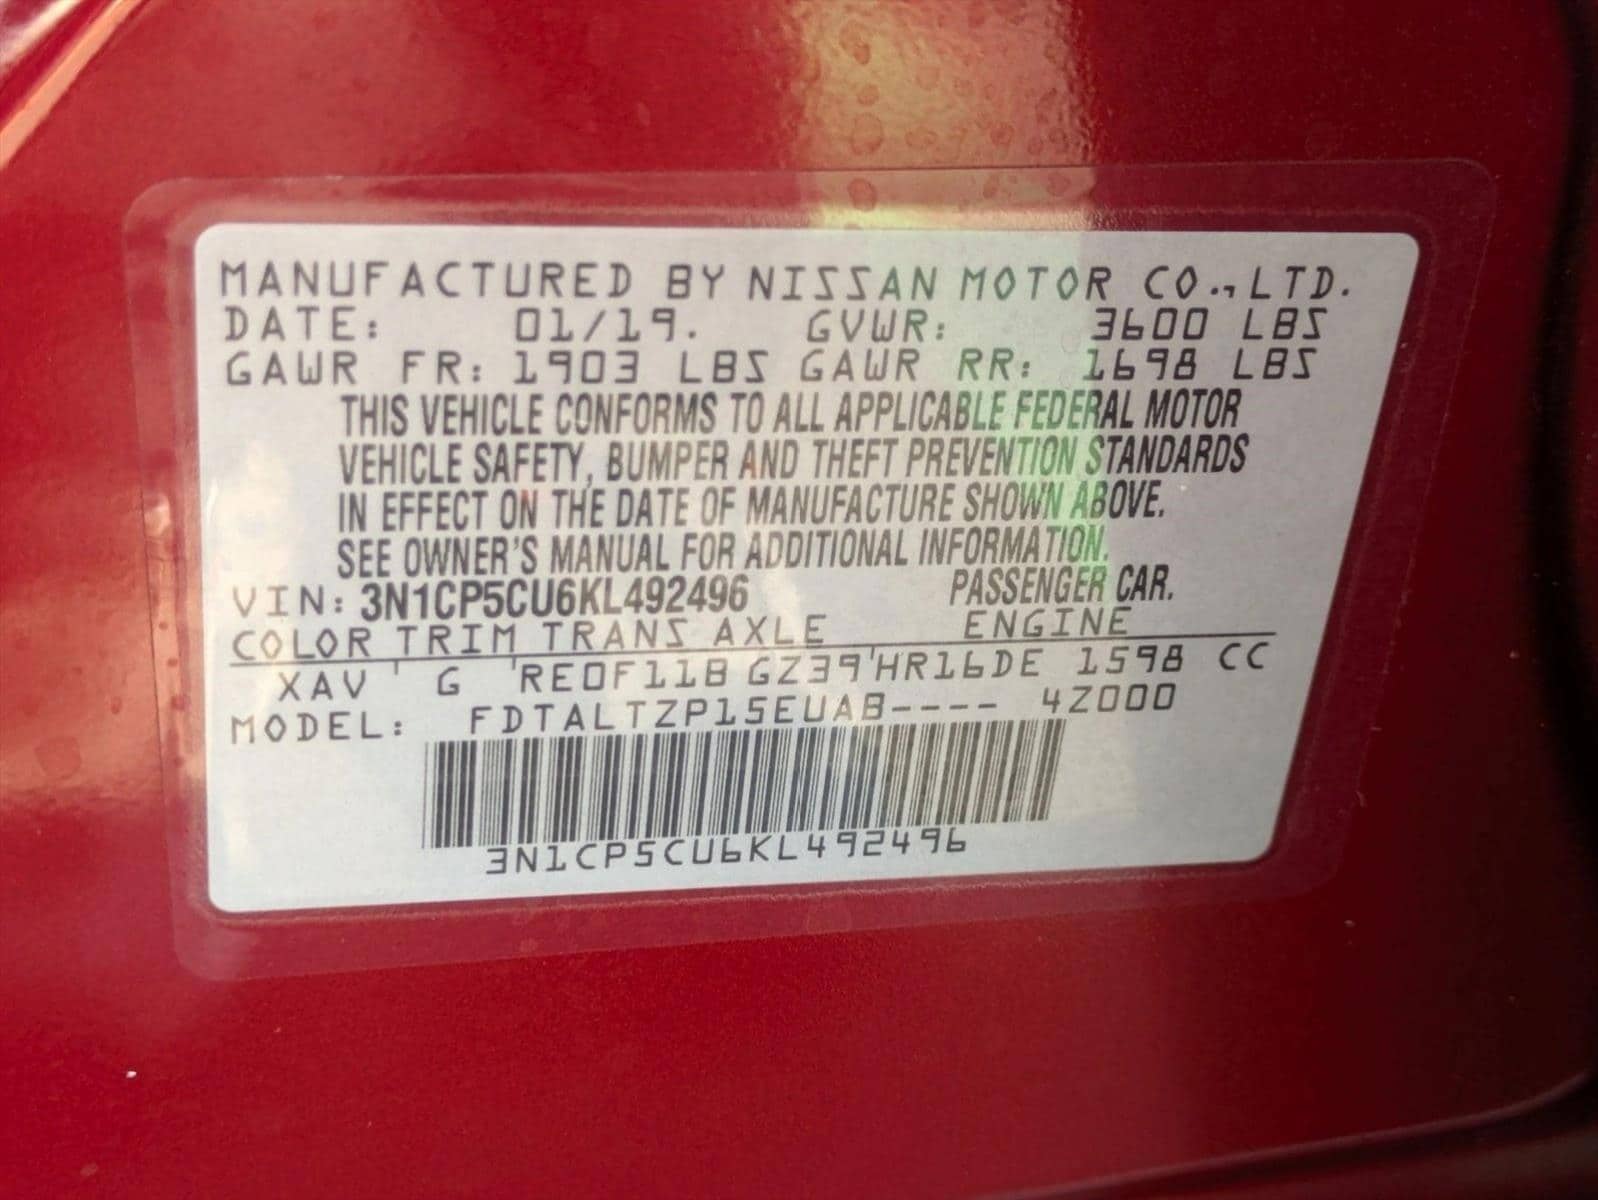 MANUFACTURED BY NISSAN MOTOR CO., LTD.
DATE: 01/19. GVWR: 3600 LBS
GAWR FR: 1903 LBS GAWR RR: 1698 LBS
THIS VEHICLE CONFORMS TO ALL APPLICABLE FEDERAL MOTOR
VEHICLE SAFETY, BUMPER AND THEFT PREVENTION STANDARDS
IN EFFECT ON THE DATE OF MANUFACTURE SHOWN ABOVE.
SEE OWNER'S MANUAL FOR ADDITIONAL INFORMATION.
VIN: 3N1CP5CU6KL492496 PASSENGER CAR.
COLOR TRIM TRANS AXLE ENGINE
XAV ' G 'RE0F11B GZ39'HR16DE 1598 CC
MODEL: FDTALTZP15EUAB---- 4Z000
3N1CP5CU6KL492496